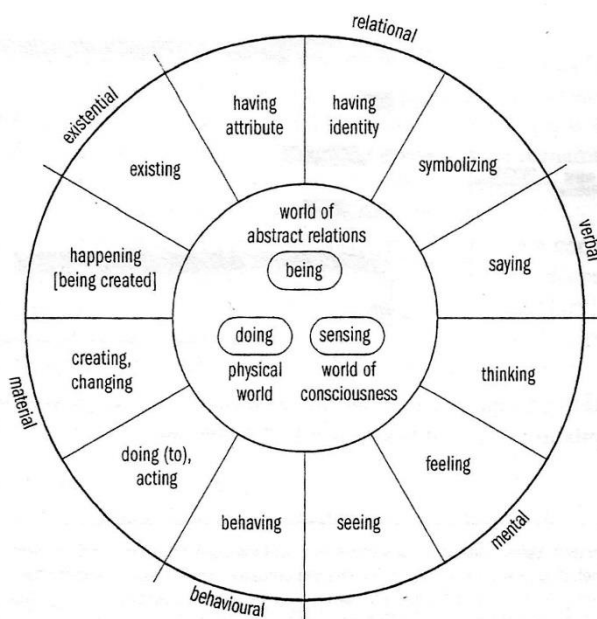 relational
existential
having
attribute
having
identity
existing
symbolizing
world of
abstract relations
being
verbal
happening
[being created]
saying
doing
sensing
physical
world
world of
consciousness
creating,
changing
thinking
material
doing (to),
acting
feeling
behaving
seeing
mental
behavioural